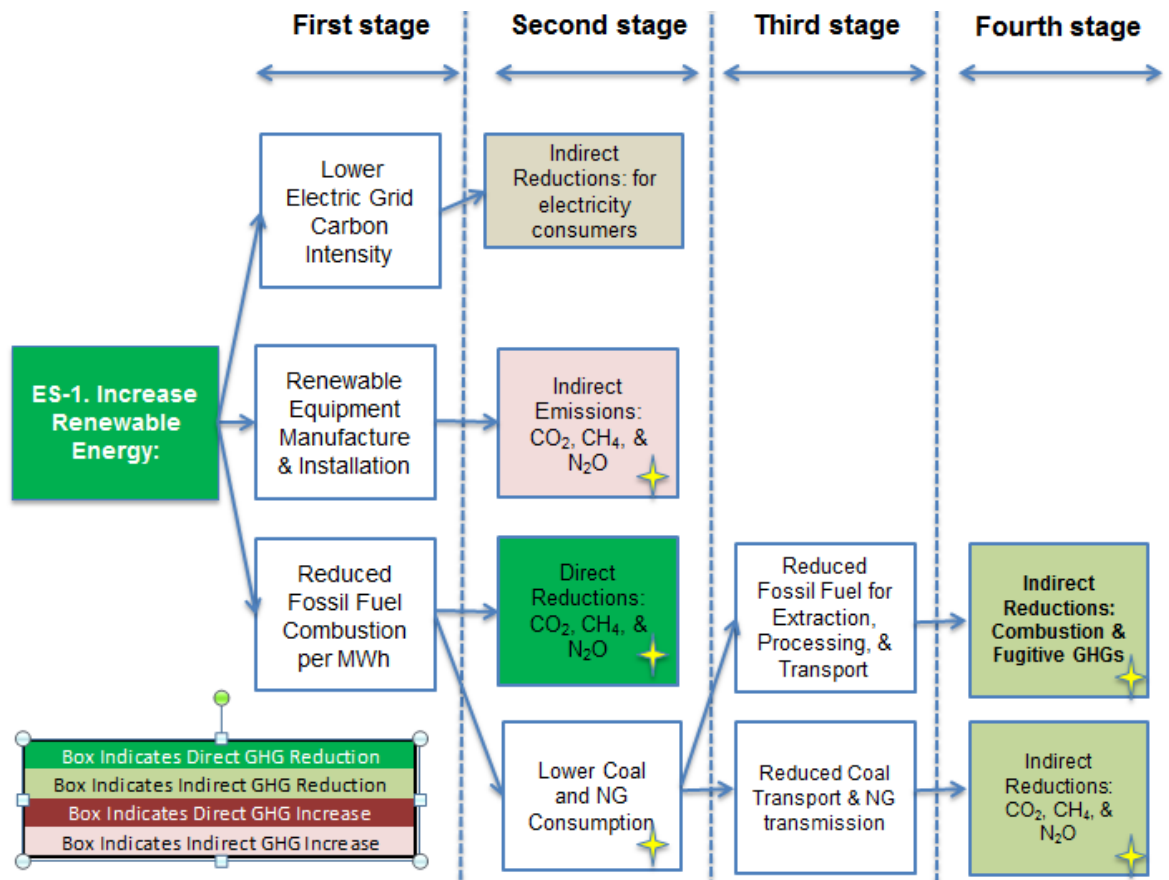 First stage
Second stage
Third stage
Fourth stage
Lower
Electric Grid
Carbon
Intensity
Indirect
Reductions: for
electricity
consumers
ES-1. Increase
Renewable
Energy:
Renewable
Equipment
Manufacture
& Installation
Indirect
Emissions:
CO₂, CH₄, &
N₂O
Reduced
Fossil Fuel
Combustion
per MWh
Direct
Reductions:
CO₂, CH₄, &
N₂O
Reduced
Fossil Fuel for
Extraction,
Processing, &
Transport
Indirect
Reductions:
Combustion &
Fugitive GHGs
Lower Coal
and NG
Consumption
Reduced Coal
Transport & NG
transmission
Indirect
Reductions:
CO₂, CH₄, &
N₂O
Box Indicates Direct GHG Reduction
Box Indicates Indirect GHG Reduction
Box Indicates Direct GHG Increase
Box Indicates Indirect GHG Increase